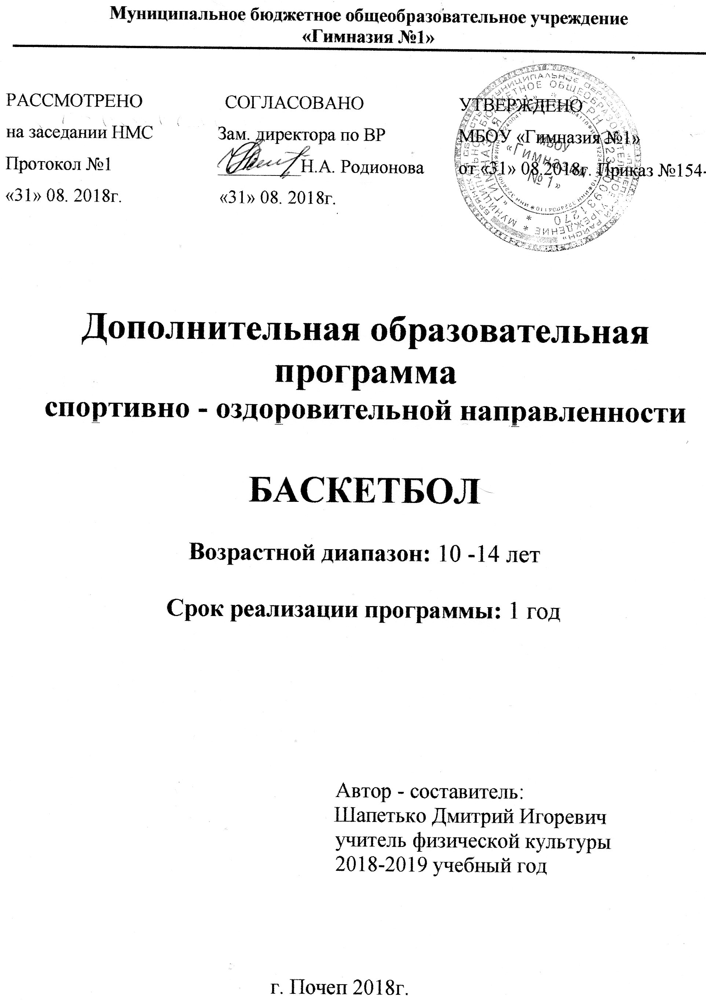 Муниципальное бюджетное общеобразовательное учреждение
«Гимназия №1»
РАССМОТРЕНО
на заседании НМС
Протокол №1
«31» 08. 2018г.
СОГЛАСОВАНО
Зам. директора по ВР
Н.А. Родионова
«31» 08. 2018г.
УТВЕРЖДЕНО
МБОУ «Гимназия №1»
от «31» 08.2018г. Приказ №154-
МБОУ
«Гимназия
№1»
Дополнительная образовательная
программа
спортивно - оздоровительной направленности
БАСКЕТБОЛ
Возрастной диапазон: 10 -14 лет
Срок реализации программы: 1 год
Автор - составитель:
Шапетько Дмитрий Игоревич
учитель физической культуры
2018-2019 учебный год
г. Почеп 2018г.